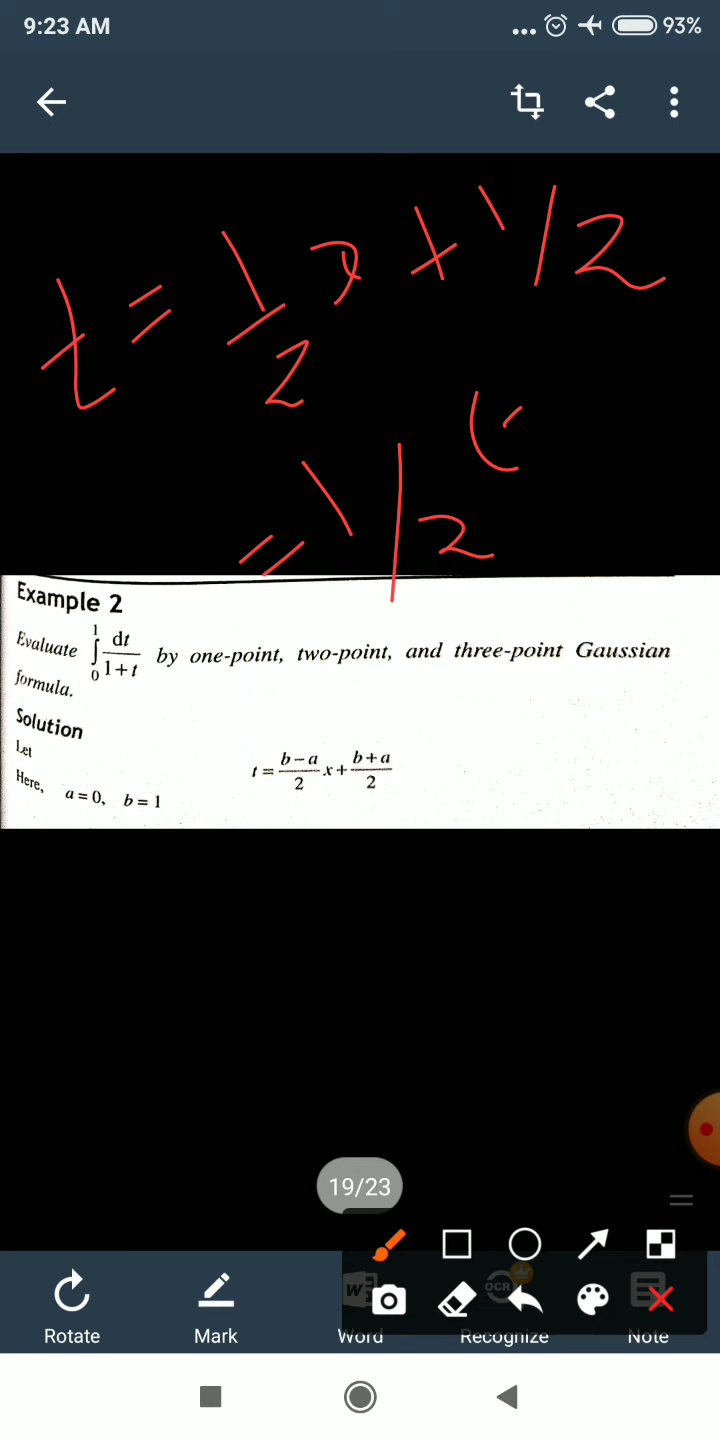 9:23 AM
93%
t = 1/2 x + 1/2
= 1/2 (
Example 2
Evaluate ∫₀¹ dt/(1+t) by one-point, two-point, and three-point Gaussian
formula.
Solution
Let
t = (b−a)/2 x + (b+a)/2
Here, a = 0, b = 1
19/23
W
OCR
Rotate Mark Word Recognize Note